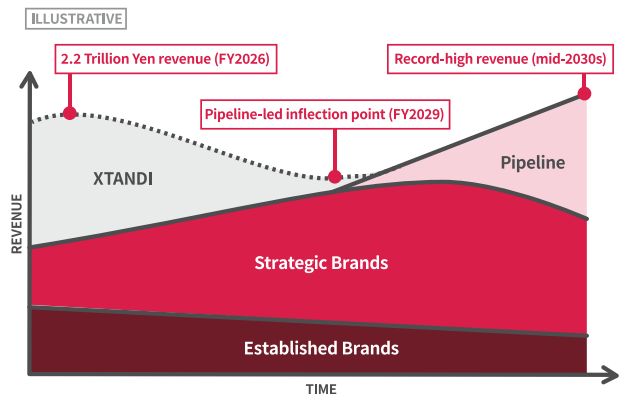 ILLUSTRATIVE
2.2 Trillion Yen revenue (FY2026)
Record-high revenue (mid-2030s)
Pipeline-led inflection point (FY2029)
Pipeline
XTANDI
REVENUE
Strategic Brands
Established Brands
TIME